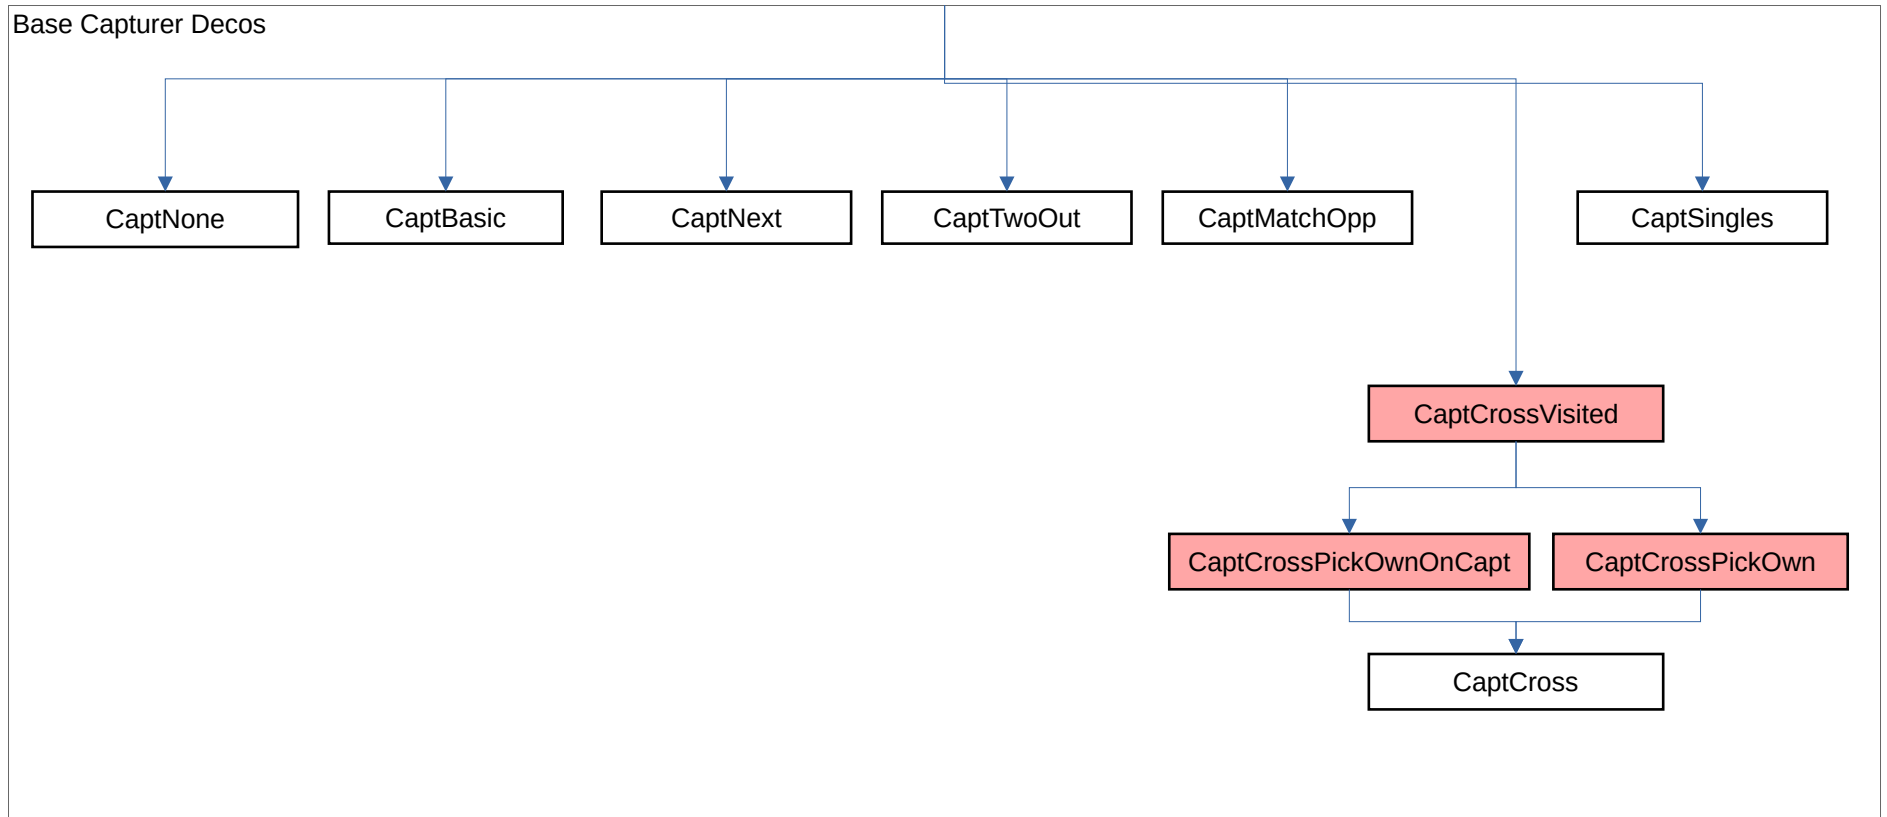 Base Capturer Decos
CaptNone
CaptBasic
CaptNext
CaptTwoOut
CaptMatchOpp
CaptSingles
CaptCrossVisited
CaptCrossPickOwnOnCapt
CaptCrossPickOwn
CaptCross